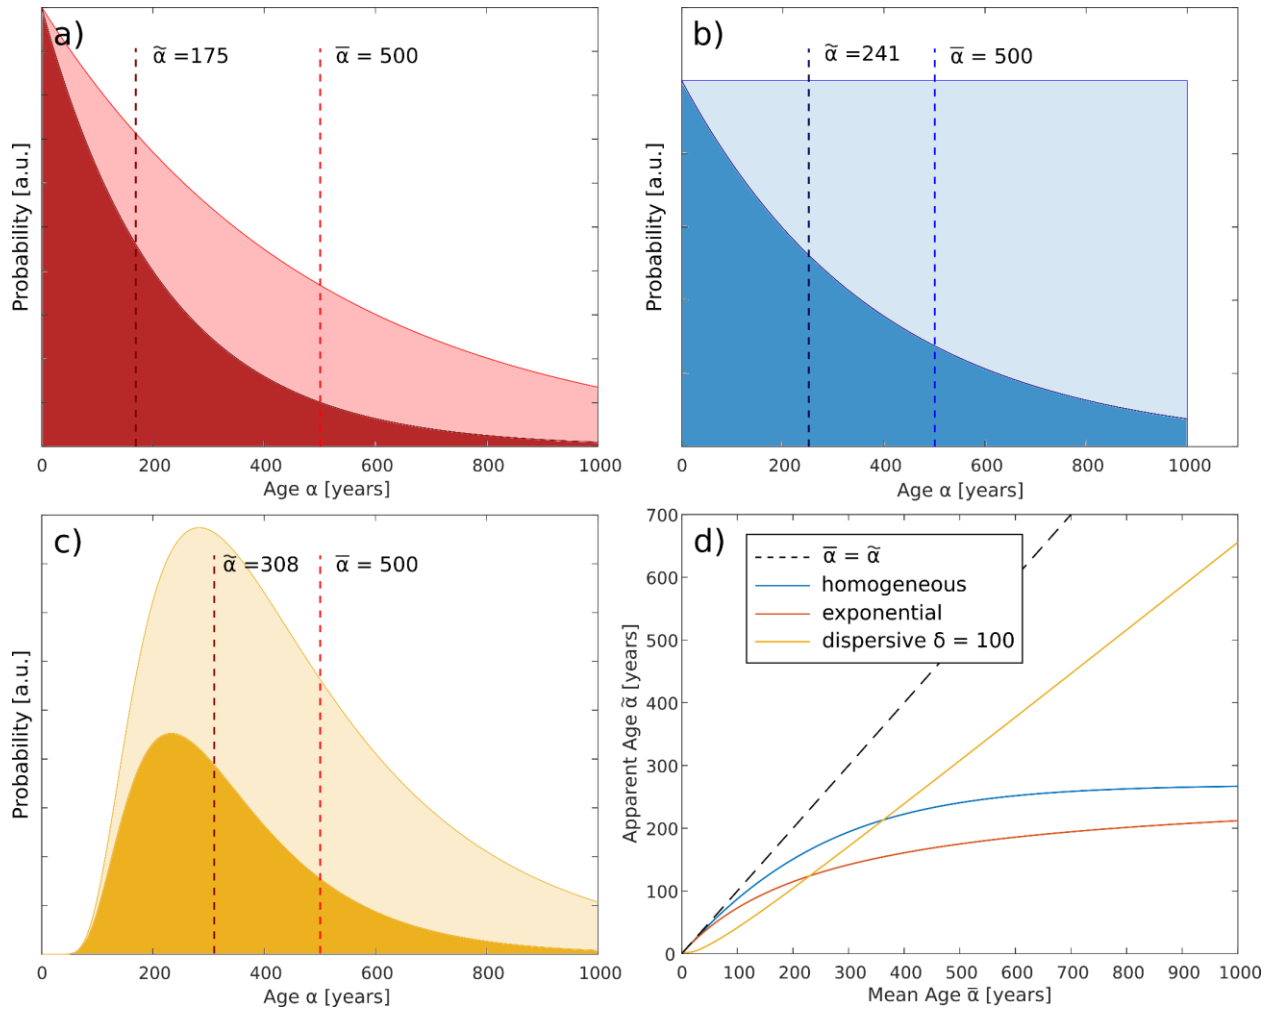 a)
α̃ =175
ᾱ = 500
Probability [a.u.]
0 200 400 600 800 1000
Age α [years]
b)
α̃ =241
ᾱ = 500
Probability [a.u.]
0 200 400 600 800 1000
Age α [years]
c)
α̃ =308
ᾱ = 500
Probability [a.u.]
0 200 400 600 800 1000
Age α [years]
d)
ᾱ = α̃
homogeneous
exponential
dispersive δ = 100
Apparent Age α̃ [years]
700
600
500
400
300
200
100
0
0 100 200 300 400 500 600 700 800 900 1000
Mean Age ᾱ [years]